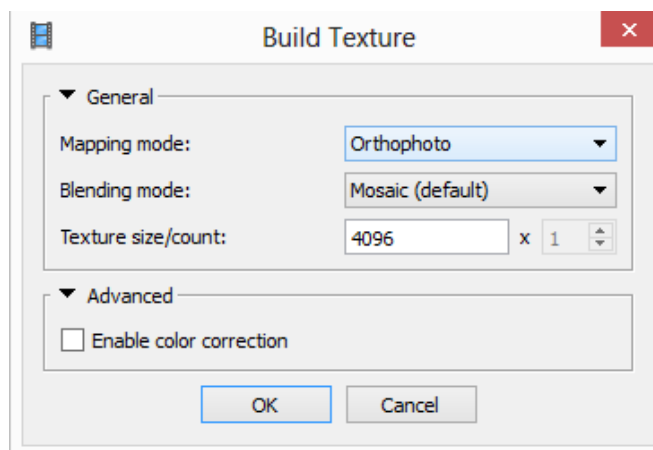 Build Texture
General
Mapping mode: Orthophoto
Blending mode: Mosaic (default)
Texture size/count: 4096 x 1
Advanced
Enable color correction
OK Cancel